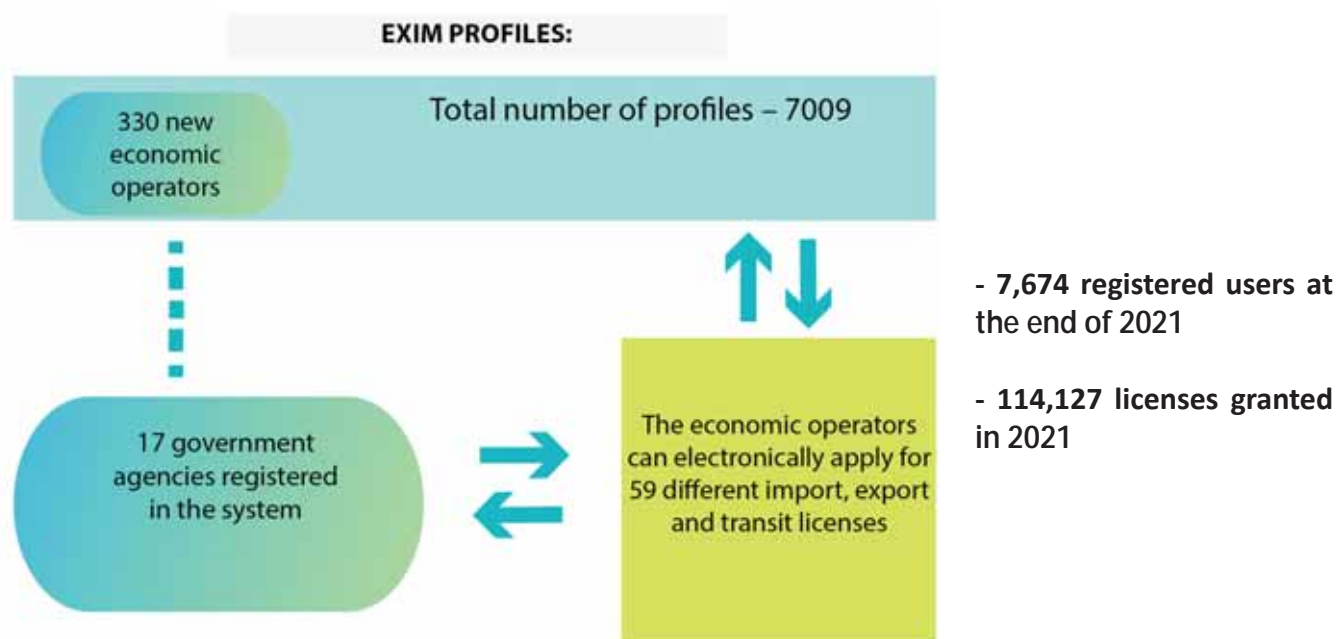 EXIM PROFILES:
330 new
economic
operators
Total number of profiles – 7009
17 government
agencies registered
in the system
The economic operators
can electronically apply for
59 different import, export
and transit licenses
- 7,674 registered users at
the end of 2021
- 114,127 licenses granted
in 2021